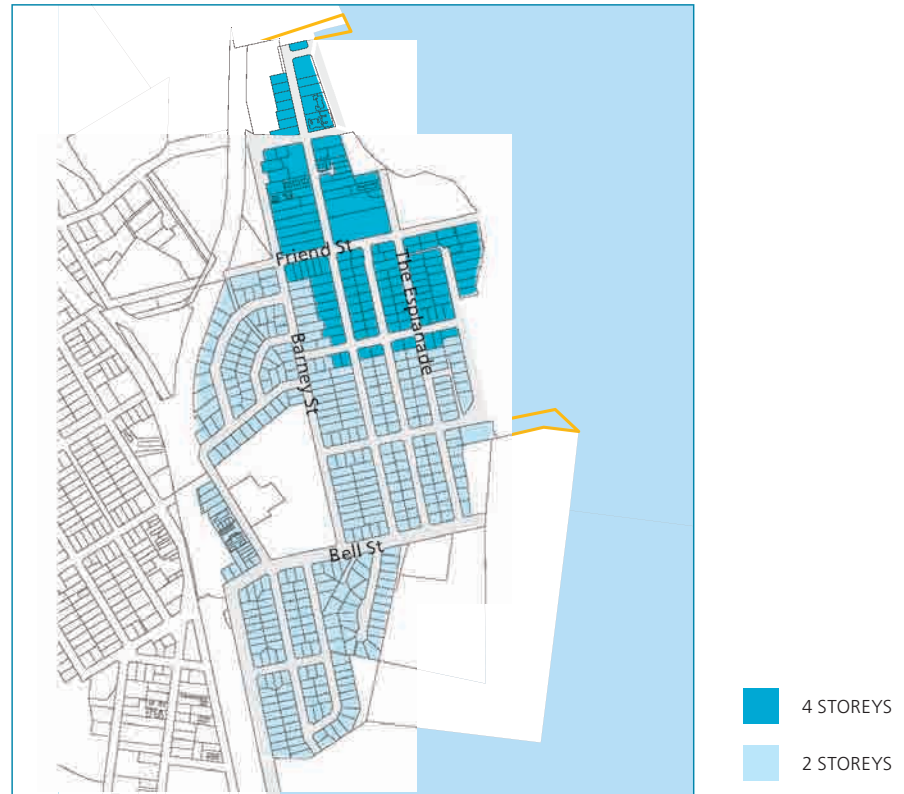 Friend St
The Esplanade
Barney St
Bell St
4 STOREYS
2 STOREYS